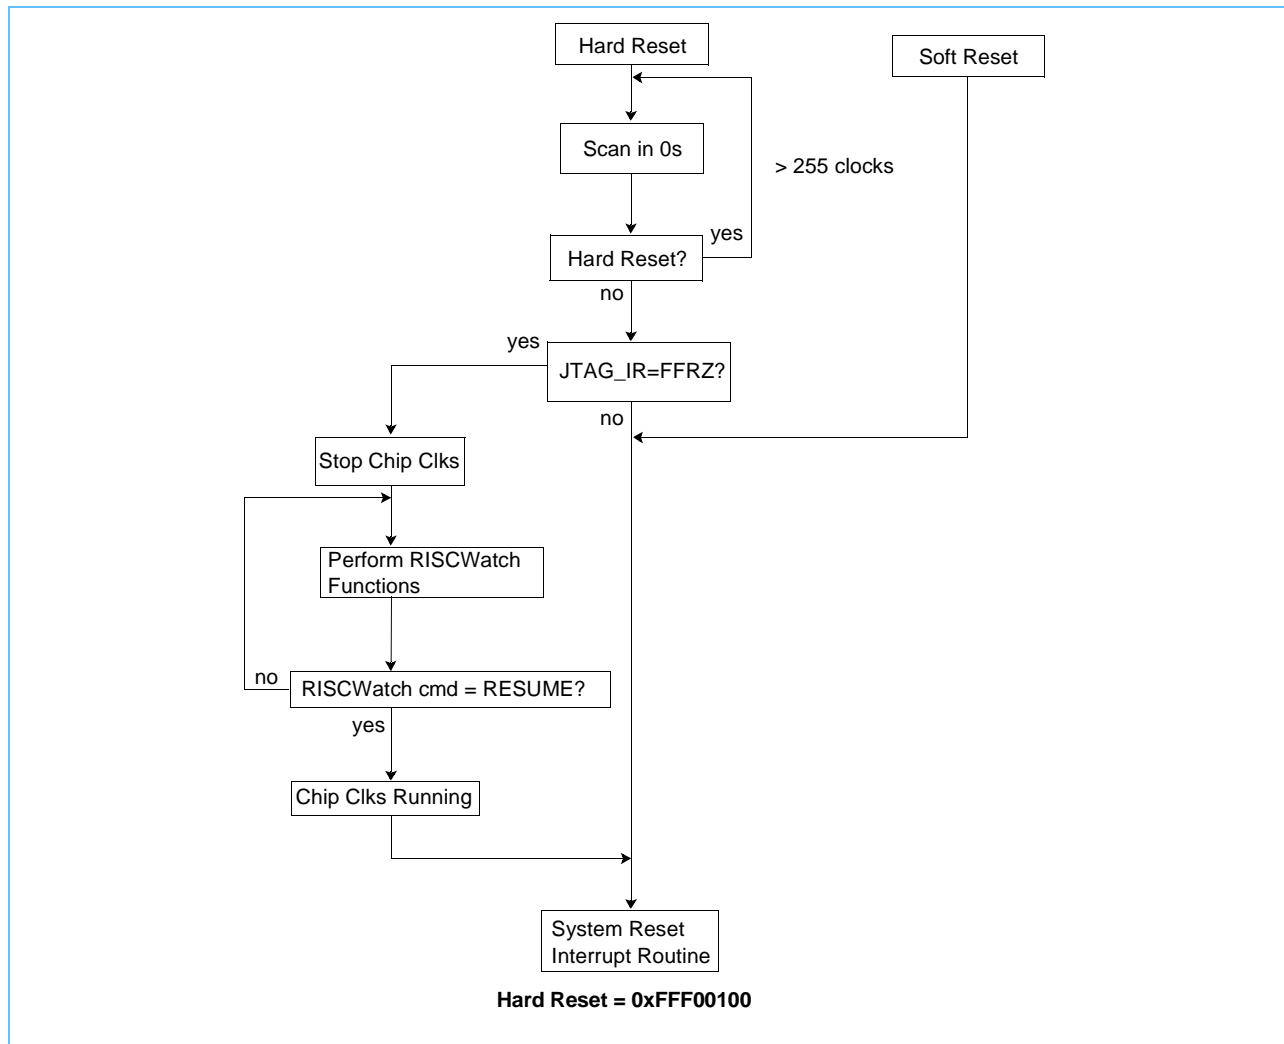 Hard Reset
Soft Reset
Scan in 0s
> 255 clocks
yes
Hard Reset?
no
yes
JTAG_IR=FFRZ?
no
Stop Chip Clks
Perform RISCWatch
Functions
no
RISCWatch cmd = RESUME?
yes
Chip Clks Running
System Reset
Interrupt Routine
Hard Reset = 0xFFF00100